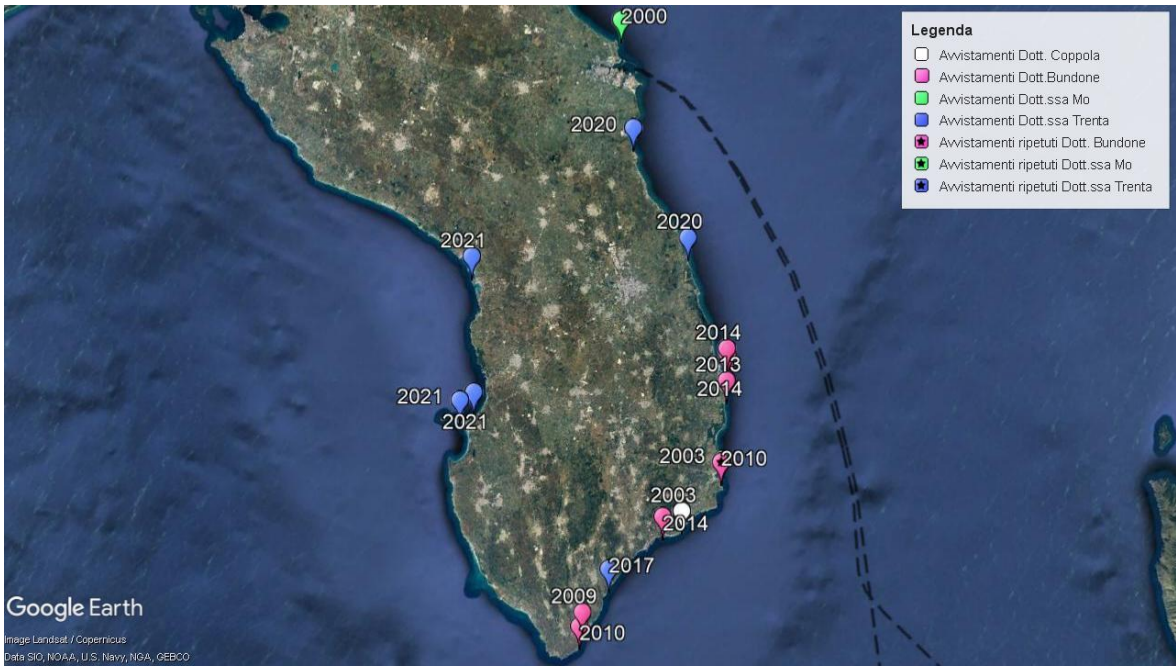 2000
Legenda
Avvistamenti Dott. Coppola
Avvistamenti Dott.Bundone
Avvistamenti Dott.ssa Mo
Avvistamenti Dott.ssa Trenta
Avvistamenti ripetuti Dott. Bundone
Avvistamenti ripetuti Dott.ssa Mo
Avvistamenti ripetuti Dott.ssa Trenta
2020
2020
2021
2014
2013
2014
2021
2021
2003 2010
2003
2014
2017
2009
2010
Google Earth
Image Landsat / Copernicus
Data SIO, NOAA, U.S. Navy, NGA, GEBCO